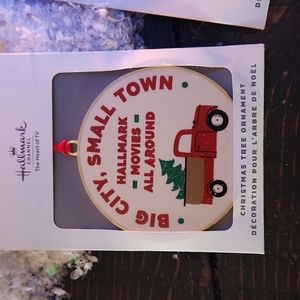 Hallmark
CHANNEL
The Heart of TV
BIG CITY, SMALL TOWN
HALLMARK
MOVIES
ALL AROUND
CHRISTMAS TREE ORNAMENT
DÉCORATION POUR L'ARBRE DE NOËL